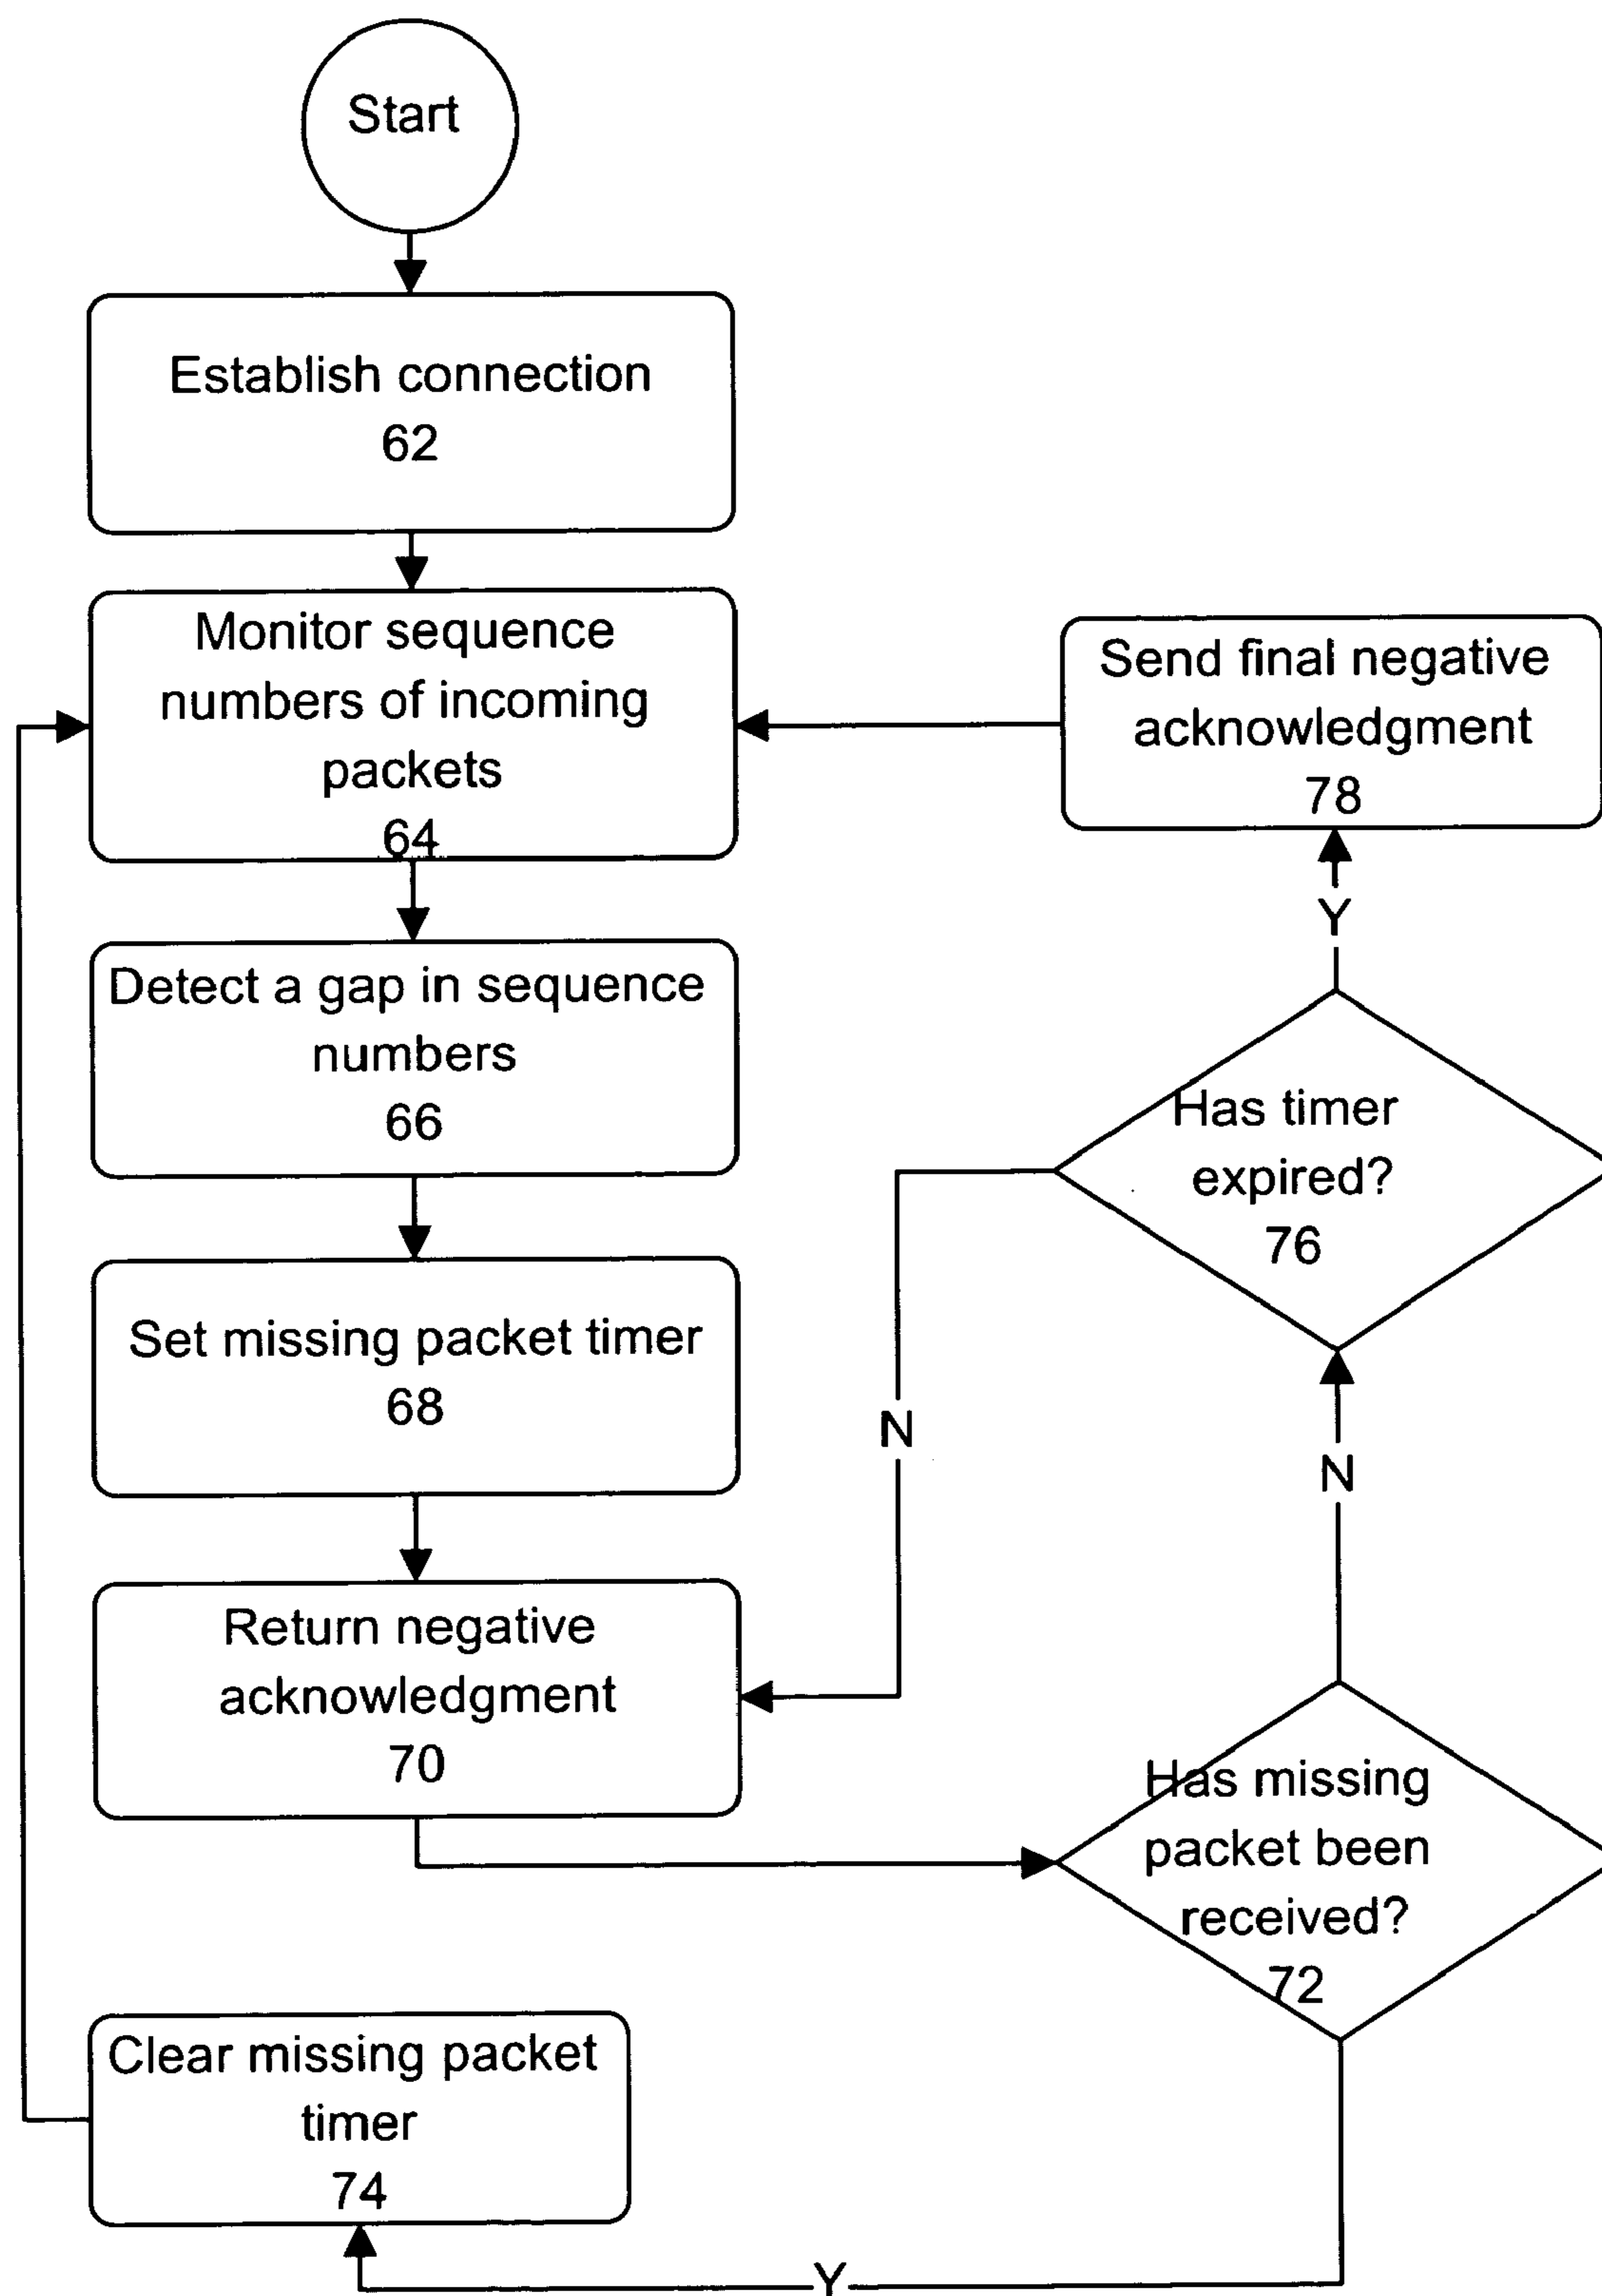 Start
Establish connection
62
Monitor sequence
numbers of incoming
packets
64
Send final negative
acknowledgment
78
Y
Detect a gap in sequence
numbers
66
Has timer
expired?
76
Set missing packet timer
68
N
N
Return negative
acknowledgment
70
Has missing
packet been
received?
72
Clear missing packet
timer
74
Y